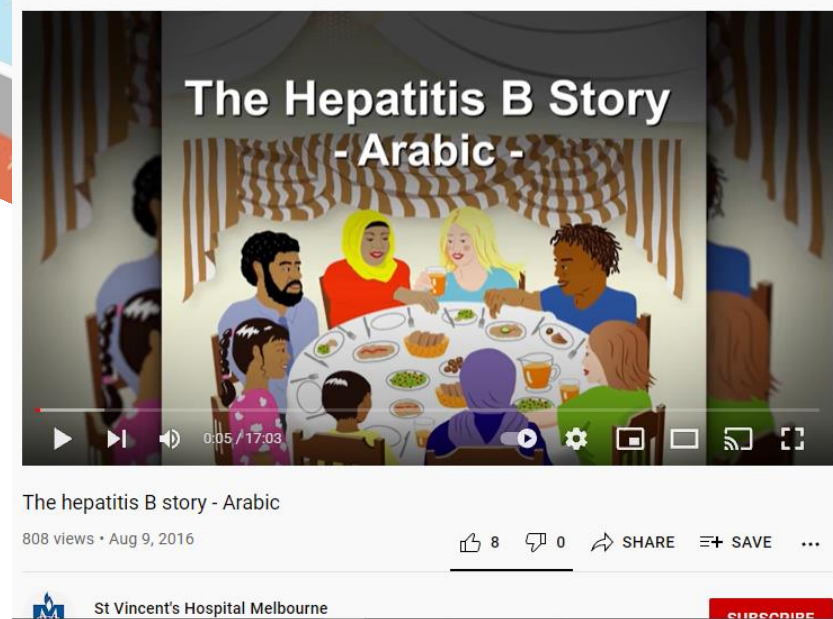 The Hepatitis B Story
- Arabic -
0:05 / 17:03
The hepatitis B story - Arabic
808 views • Aug 9, 2016
8 0 SHARE SAVE ...
St Vincent's Hospital Melbourne
SUBSCRIBE